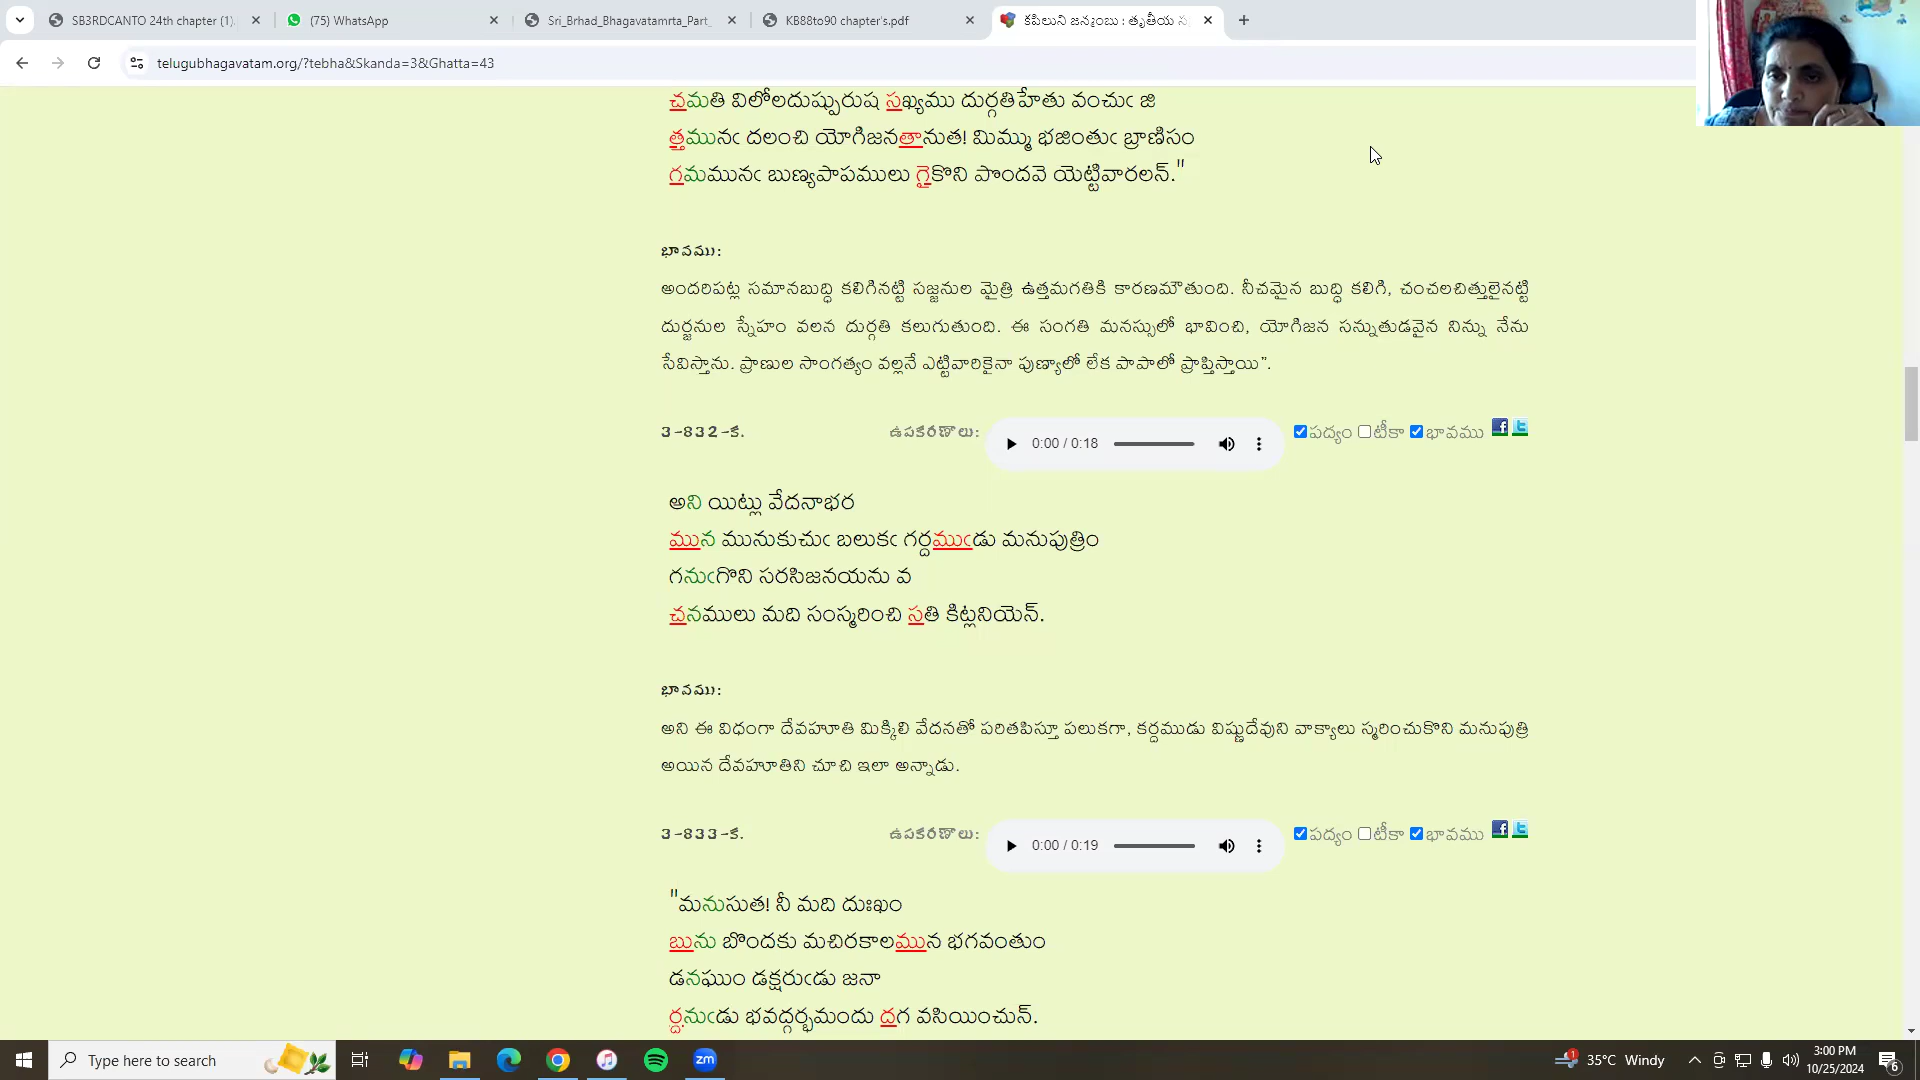 SB3RDCANTO 24th chapter (1)
(75) WhatsApp
Sri_Brhad_Bhagavatamrta_Part_
KB88to90 chapter's.pdf
కపిలుని జన్మంబు : తృతీయ స
telugubhagavatam.org/?tebha&Skanda=3&Ghatta=43
చమతి విలోలదుష్పురుష సఖ్యము దుర్గతిహేతు వంచుఁ జి
త్తమునఁ దలంచి యోగిజనతానుత! మిమ్ము భజింతుఁ బ్రాణిసం
గమమునఁ బుణ్యపాపములు గైకొని పొందవె యెట్టివారలన్."
భావము:
అందరిపట్ల సమానబుద్ధి కలిగినట్టి సజ్జనుల మైత్రి ఉత్తమగతికి కారణమౌతుంది. నీచమైన బుద్ధి కలిగి, చంచలచిత్తులైనట్టి
దుర్జనుల స్నేహం వలన దుర్గతి కలుగుతుంది. ఈ సంగతి మనస్సులో భావించి, యోగిజన సన్నుతుడవైన నిన్ను నేను
సేవిస్తాను. ప్రాణుల సాంగత్యం వల్లనే ఎట్టివారికైనా పుణ్యాలో లేక పాపాలో ప్రాప్తిస్తాయి”.
3-832-క.
ఉపకరణాలు:
0:00 / 0:18
పద్యం టీకా భావము
అని యిట్లు వేదనాభర
మున మునుకుచుఁ బలుకఁ గర్దముఁడు మనుపుత్రిం
గనుఁగొని సరసిజనయను వ
చనములు మది సంస్మరించి సతి కిట్లనియెన్.
భావము:
అని ఈ విధంగా దేవహూతి మిక్కిలి వేదనతో పరితపిస్తూ పలుకగా, కర్దముడు విష్ణుదేవుని వాక్యాలు స్మరించుకొని మనుపుత్రి
అయిన దేవహూతిని చూచి ఇలా అన్నాడు.
3-833-క.
ఉపకరణాలు:
0:00 / 0:19
పద్యం టీకా భావము
"మనుసుత! నీ మది దుఃఖం
బును బొందకు మచిరకాలమున భగవంతుం
డనఘుం డక్షరుఁడు జనా
ర్దనుఁడు భవద్గర్భమందు దగ వసియించున్.
Type here to search
zm
1
35°C Windy
3:00 PM
10/25/2024
6